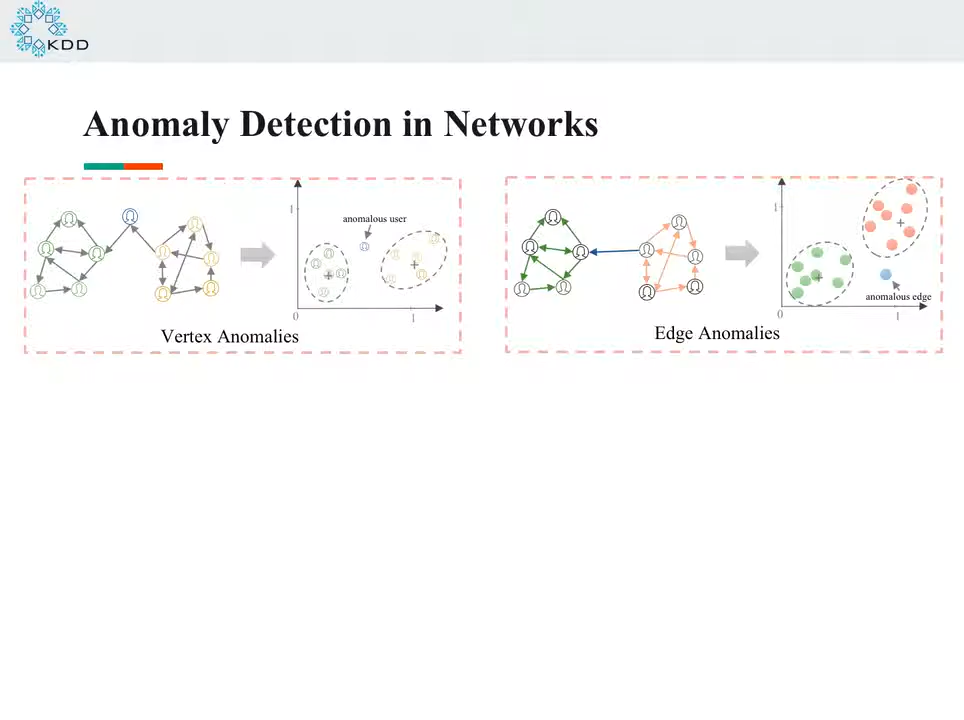 KDD
Anomaly Detection in Networks
1
anomalous user
0
1
Vertex Anomalies
1
anomalous edge
0
1
Edge Anomalies